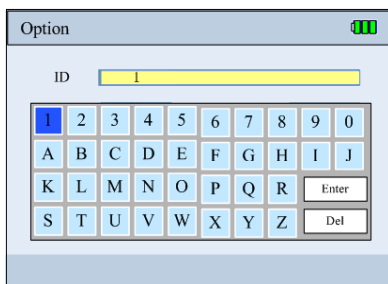 Option
ID 1
1 2 3 4 5 6 7 8 9 0
A B C D E F G H I J
K L M N O P Q R Enter
S T U V W X Y Z Del